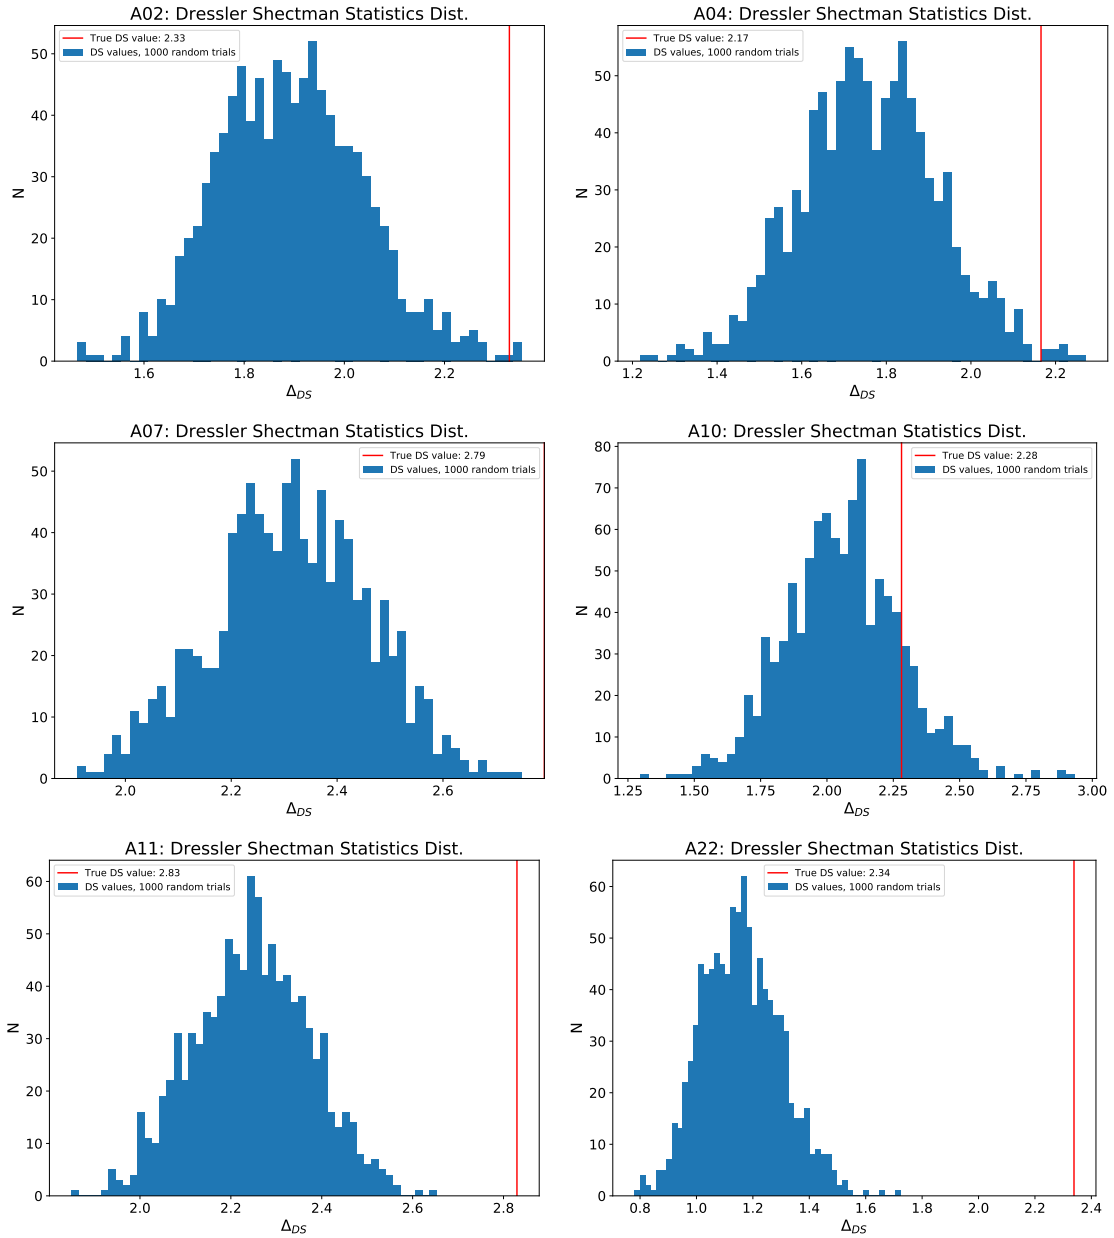 A02: Dressler Shectman Statistics Dist.
True DS value: 2.33
DS values, 1000 random trials
50
40
30
20
10
0
N
1.6 1.8 2.0 2.2
Δ_DS
A04: Dressler Shectman Statistics Dist.
True DS value: 2.17
DS values, 1000 random trials
50
40
30
20
10
0
N
1.2 1.4 1.6 1.8 2.0 2.2
Δ_DS
A07: Dressler Shectman Statistics Dist.
True DS value: 2.79
DS values, 1000 random trials
50
40
30
20
10
0
N
2.0 2.2 2.4 2.6
Δ_DS
A10: Dressler Shectman Statistics Dist.
True DS value: 2.28
DS values, 1000 random trials
80
70
60
50
40
30
20
10
0
N
1.25 1.50 1.75 2.00 2.25 2.50 2.75 3.00
Δ_DS
A11: Dressler Shectman Statistics Dist.
True DS value: 2.83
DS values, 1000 random trials
60
50
40
30
20
10
0
N
2.0 2.2 2.4 2.6 2.8
Δ_DS
A22: Dressler Shectman Statistics Dist.
True DS value: 2.34
DS values, 1000 random trials
60
50
40
30
20
10
0
N
0.8 1.0 1.2 1.4 1.6 1.8 2.0 2.2 2.4
Δ_DS